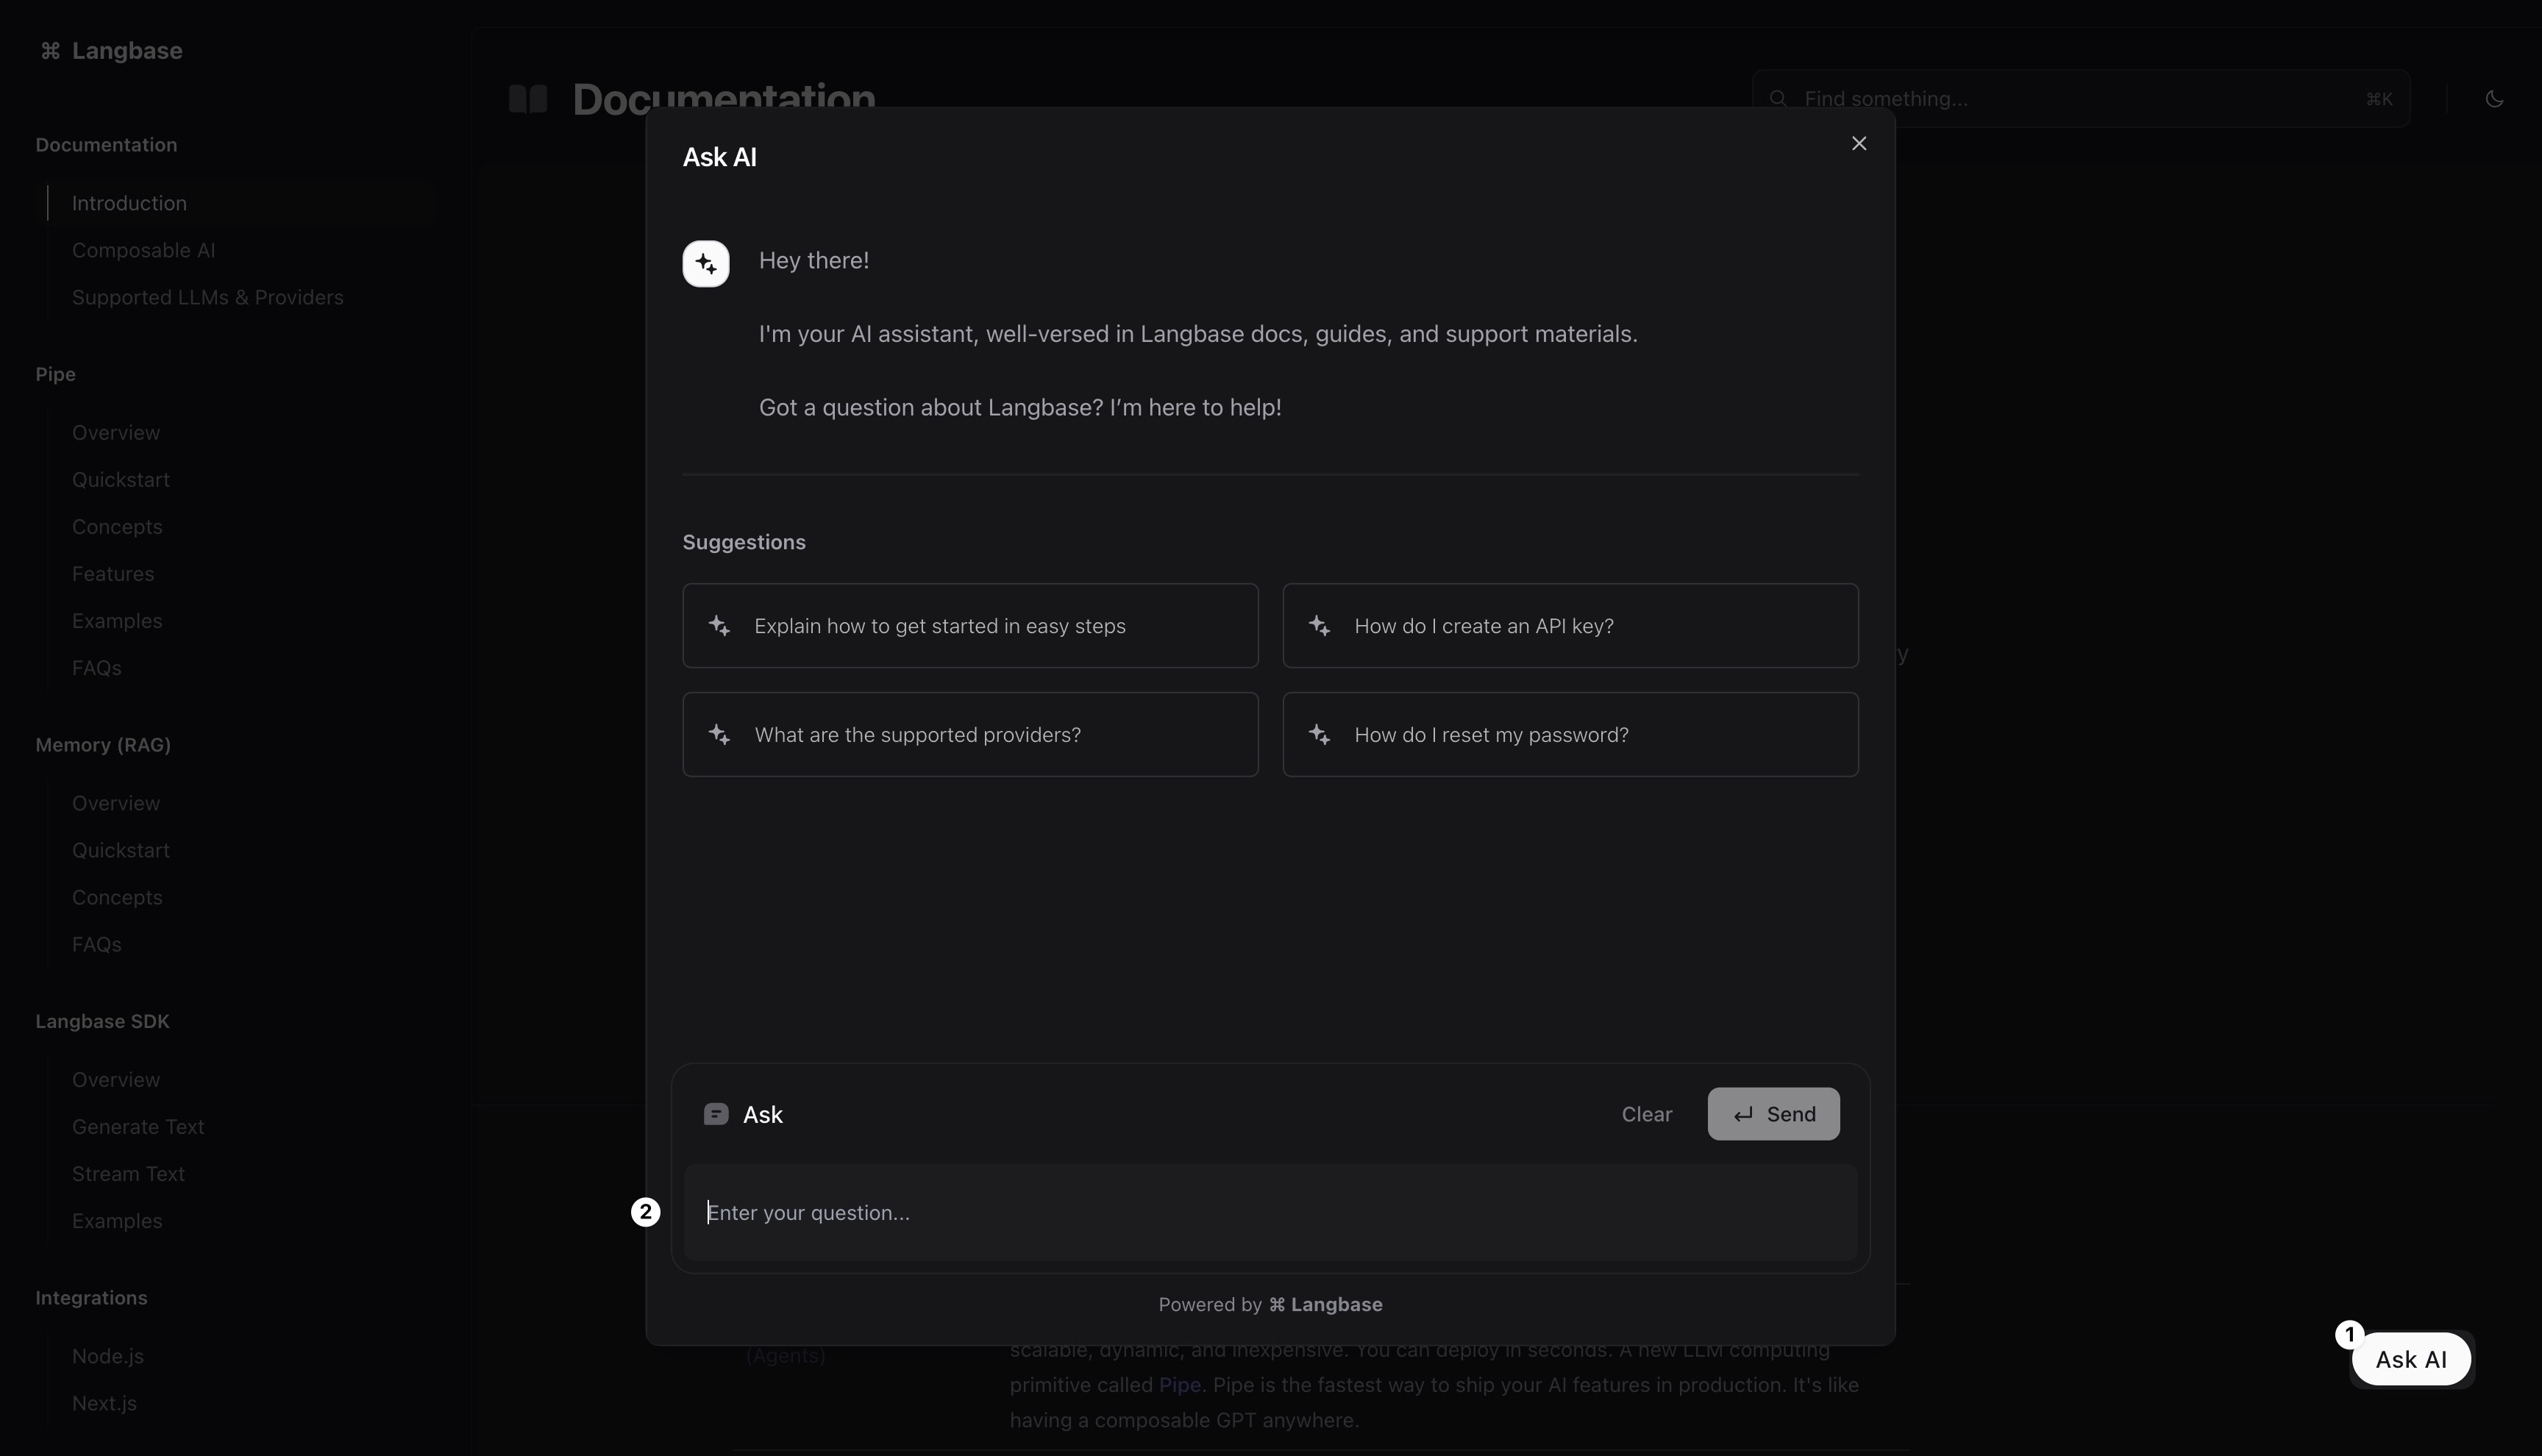 ⌘ Langbase
Documentation
Introduction
Composable AI
Supported LLMs & Providers
Pipe
Overview
Quickstart
Concepts
Features
Examples
FAQs
Memory (RAG)
Overview
Quickstart
Concepts
FAQs
Langbase SDK
Overview
Generate Text
Stream Text
Examples
Integrations
Node.js
Next.js
Documentation
Find something...
⌘K
Ask AI
Hey there!
I'm your AI assistant, well-versed in Langbase docs, guides, and support materials.
Got a question about Langbase? I’m here to help!
Suggestions
Explain how to get started in easy steps
How do I create an API key?
What are the supported providers?
How do I reset my password?
Ask
Clear
Send
2
Enter your question...
Powered by ⌘ Langbase
(Agents)
scalable, dynamic, and inexpensive. You can deploy in seconds. A new LLM computing
primitive called Pipe. Pipe is the fastest way to ship your AI features in production. It's like
having a composable GPT anywhere.
1
Ask AI